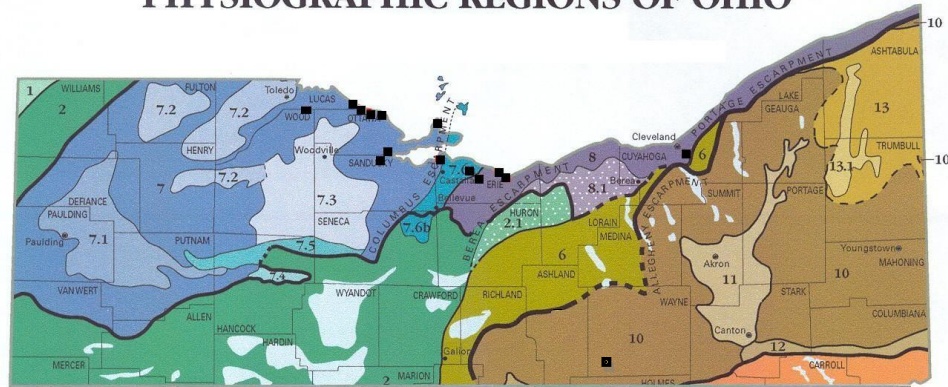 PHYSIOGRAPHIC REGIONS OF OHIO
10
ASHTABULA
1
WILLIAMS
2
FULTON
7.2
7.2
Toledo
LUCAS
WOOD
HENRY
Woodville
SANDUSKY
PORTAGE ESCARPMENT
LAKE
GEAUGA
13
TRUMBULL
Cleveland
10
7
7.2
7.3
SENECA
COLUMBUS
Castalia
Bellevue
ERIE
BEREA ESCARPMENT
8
CUYAHOGA
6
8.1
Berea
13.1
SUMMIT
PORTAGE
DEFIANCE
PAULDING
Paulding
7.1
PUTNAM
7.5
7.4
7.6b
HURON
2.1
LORAIN
MEDINA
ALLEGHENY ESCARPMENT
6
ASHLAND
Akron
11
10
Youngstown
MAHONING
VAN WERT
ALLEN
HANCOCK
HARDIN
WYANDOT
CRAWFORD
RICHLAND
WAYNE
STARK
COLUMBIANA
Canton
12
10
Galion
MERCER
2
MARION
HOLMES
CARROLL